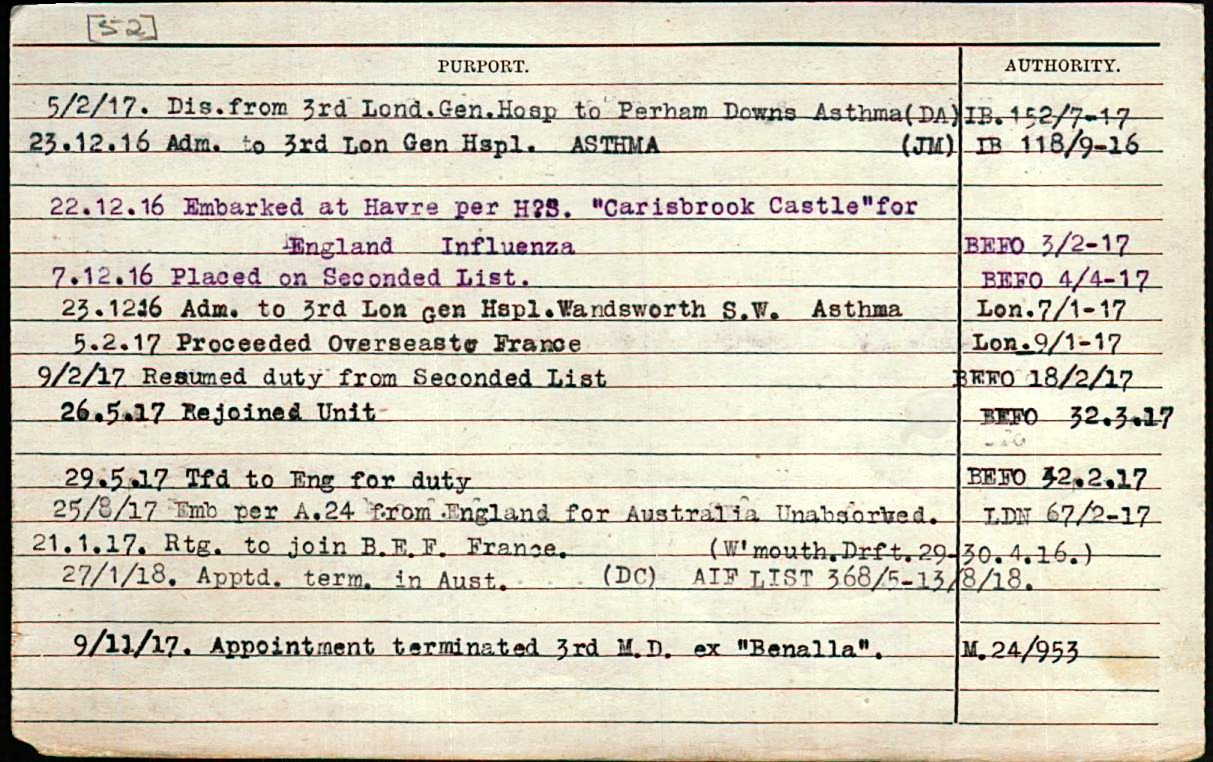 [52]
PURPORT. AUTHORITY.
5/2/17. Dis.from 3rd Lond.Gen.Hosp to Perham Downs Asthma(DA) IB.152/7-17
23.12.16 Adm. to 3rd Lon Gen Hspl. ASTHMA (JM) IB 118/9-16
22.12.16 Embarked at Havre per H?S. "Carisbrook Castle"for
England Influenza BEFO 3/2-17
7.12.16 Placed on Seconded List. BEFO 4/4-17
23.1216 Adm. to 3rd Lon gen Hspl.Wandsworth S.W. Asthma Lon.7/1-17
5.2.17 Proceeded Overseasto France Lon.9/1-17
9/2/17 Resumed duty from Seconded List BEFO 18/2/17
26.5.17 Rejoined Unit BEFO 32.3.17
29.5.17 Tfd to Eng for duty BEFO 32.2.17
25/8/17 Emb per A.24 from England for Australia Unabsorbed. LDN 67/2-17
21.1.17. Rtg. to join B.E.F. France. (W'mouth.Drft.29-30.4.16.)
27/1/18. Apptd. term. in Aust. (DC) AIF LIST 368/5-13/8/18.
9/11/17. Appointment terminated 3rd M.D. ex "Benalla". M.24/953